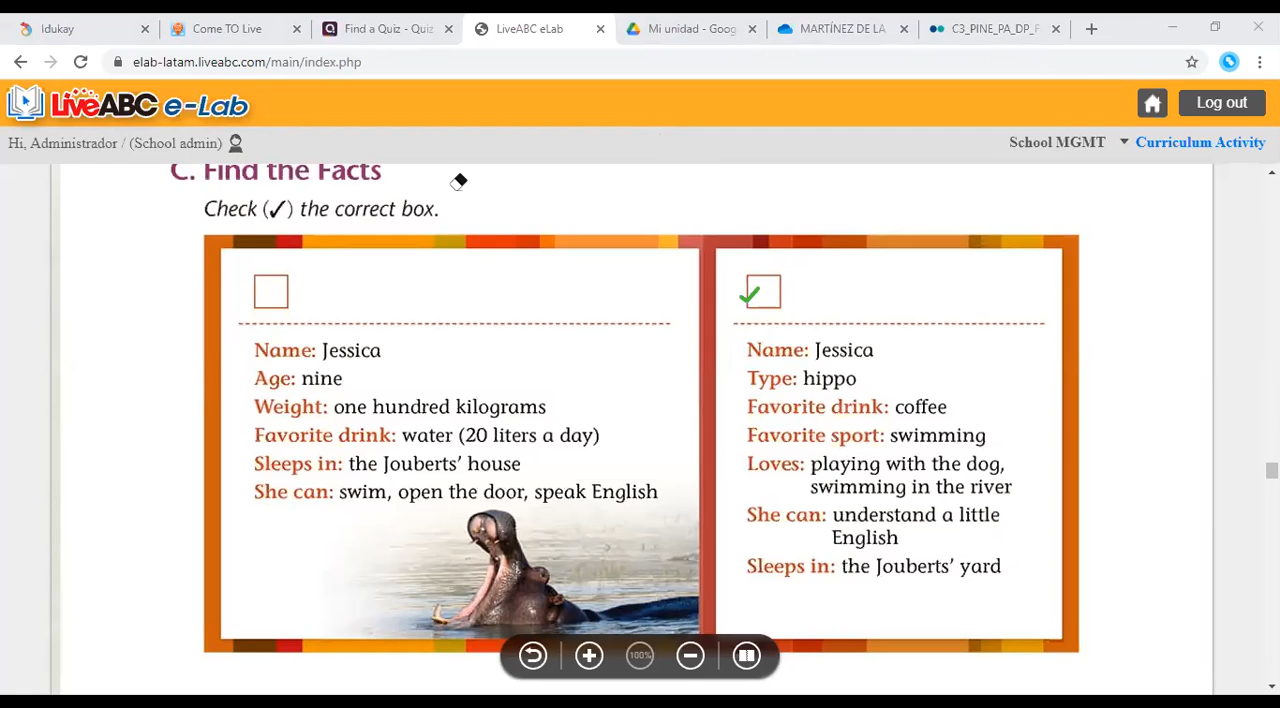 Idukay
Come TO Live
Find a Quiz - Quiz
LiveABC eLab
Mi unidad - Goog
MARTÍNEZ DE LA
C3_PINE_PA_DP_F
elab-latam.liveabc.com/main/index.php
LiveABC e-Lab
Log out
Hi, Administrador / (School admin)
School MGMT
Curriculum Activity
C. Find the Facts
Check (✓) the correct box.
Name: Jessica
Age: nine
Weight: one hundred kilograms
Favorite drink: water (20 liters a day)
Sleeps in: the Jouberts' house
She can: swim, open the door, speak English
Name: Jessica
Type: hippo
Favorite drink: coffee
Favorite sport: swimming
Loves: playing with the dog,
swimming in the river
She can: understand a little
English
Sleeps in: the Jouberts' yard
100%